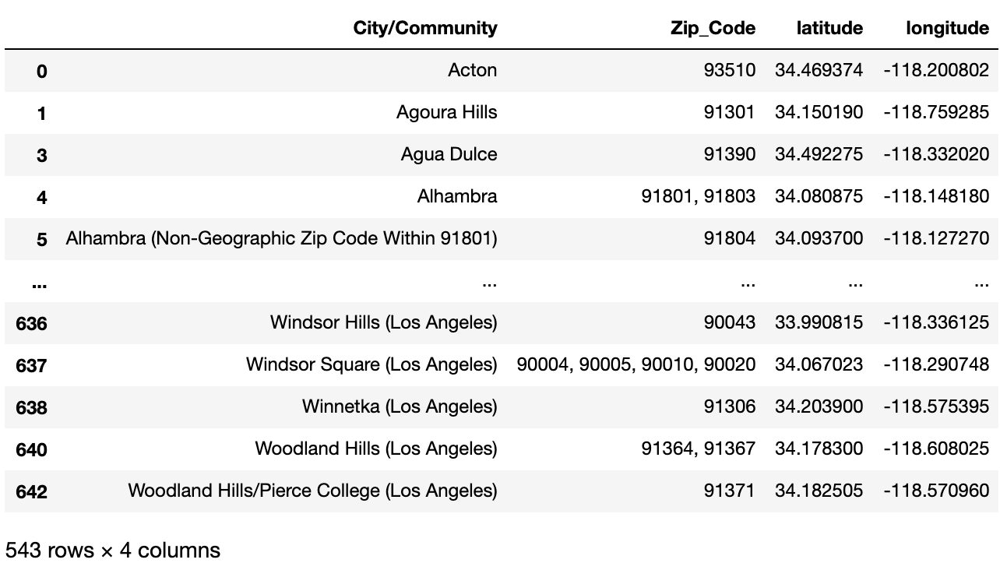 City/Community Zip_Code latitude longitude
0 Acton 93510 34.469374 -118.200802
1 Agoura Hills 91301 34.150190 -118.759285
3 Agua Dulce 91390 34.492275 -118.332020
4 Alhambra 91801, 91803 34.080875 -118.148180
5 Alhambra (Non-Geographic Zip Code Within 91801) 91804 34.093700 -118.127270
... ... ... ... ...
636 Windsor Hills (Los Angeles) 90043 33.990815 -118.336125
637 Windsor Square (Los Angeles) 90004, 90005, 90010, 90020 34.067023 -118.290748
638 Winnetka (Los Angeles) 91306 34.203900 -118.575395
640 Woodland Hills (Los Angeles) 91364, 91367 34.178300 -118.608025
642 Woodland Hills/Pierce College (Los Angeles) 91371 34.182505 -118.570960
543 rows × 4 columns